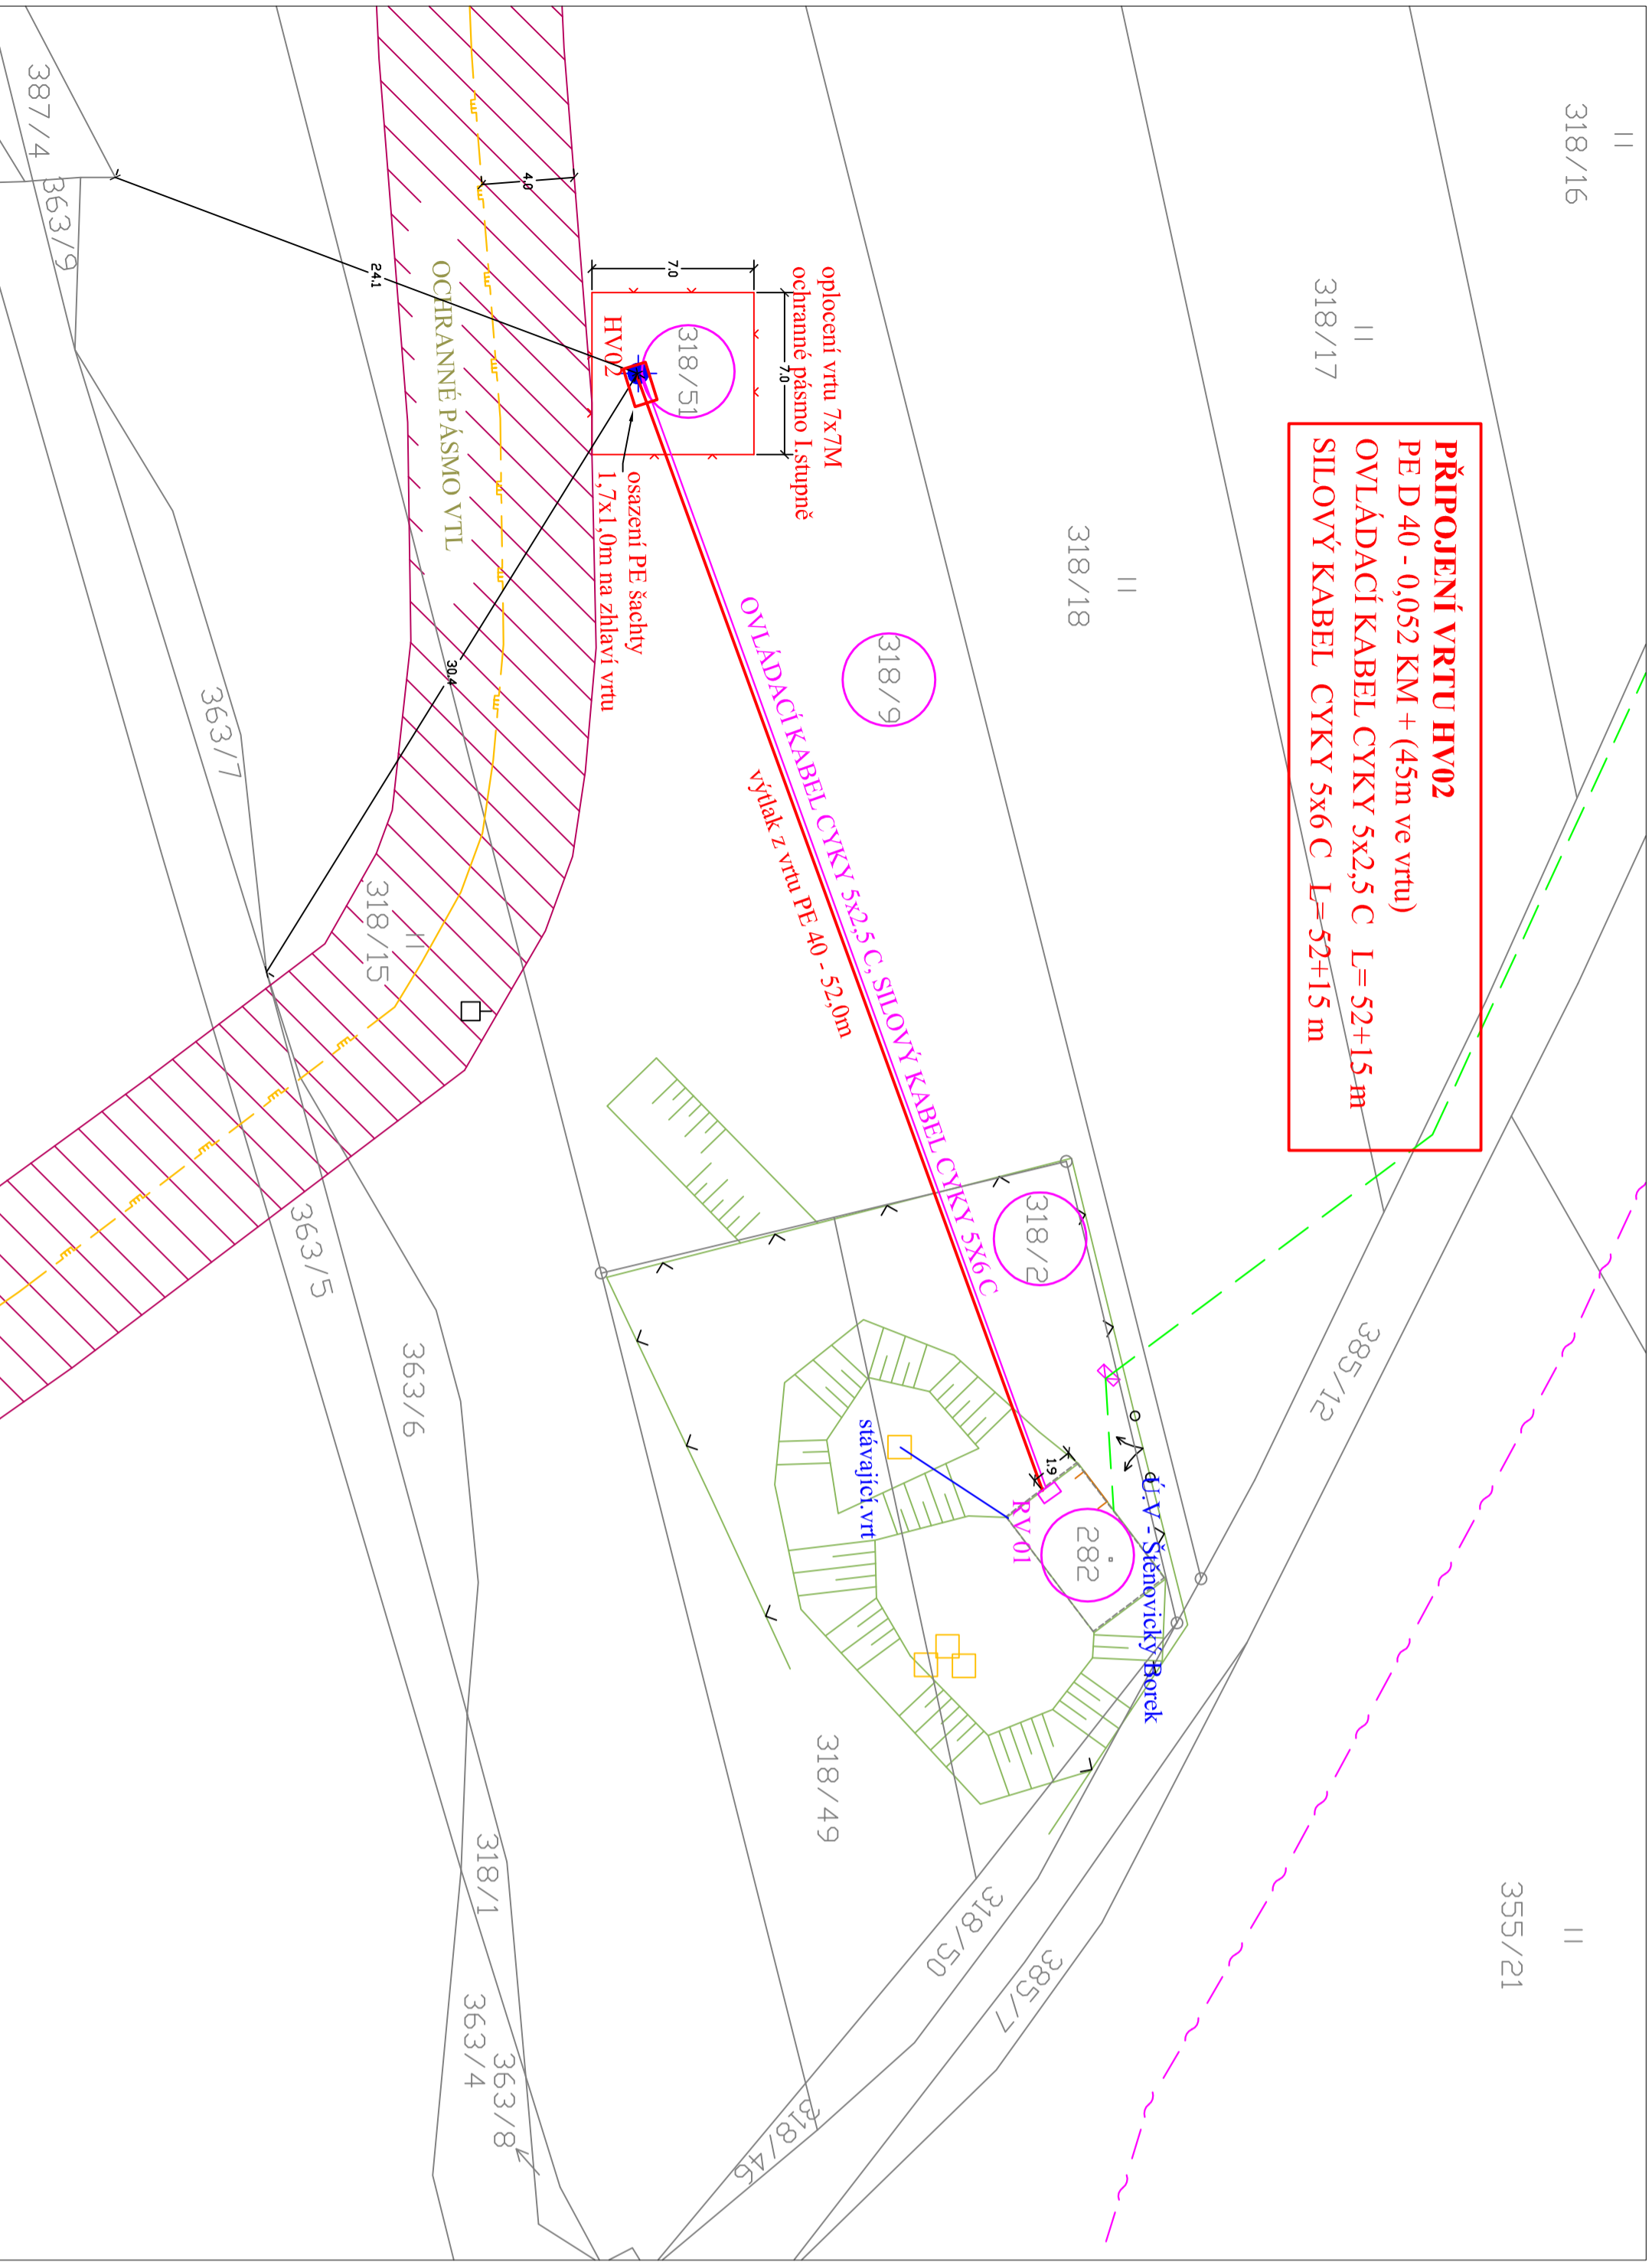 PŘIPOJENÍ VRTU HV02
PE D 40 - 0,052 KM + (45m ve vrtu)
OVLÁDACÍ KABEL CYKY 5x2,5 C L= 52+15 m
SILOVÝ KABEL CYKY 5x6 C L= 52+15 m
318/16
318/17
318/18
355/21
385/12
oplocení vrtu 7x7M
ochranné pásmo I.stupně
7.0
7.0
318/51
HV02
osazení PE šachty
1,7x1,0m na zhlaví vrtu
318/9
OVLÁDACÍ KABEL CYKY 5x2,5 C, SILOVÝ KABEL CYKY 5X6 C
výtlak z vrtu PE 40 - 52,0m
318/2
1.9
Ú.V - Štěnovický Borek
282
RV 01
stávající.vrt
318/49
318/50
385/7
318/46
4.0
OCHRANNÉ PÁSMO VTL
24.1
30.4
318/15
387/4
363/9
363/7
363/5
363/6
318/1
363/4
363/8